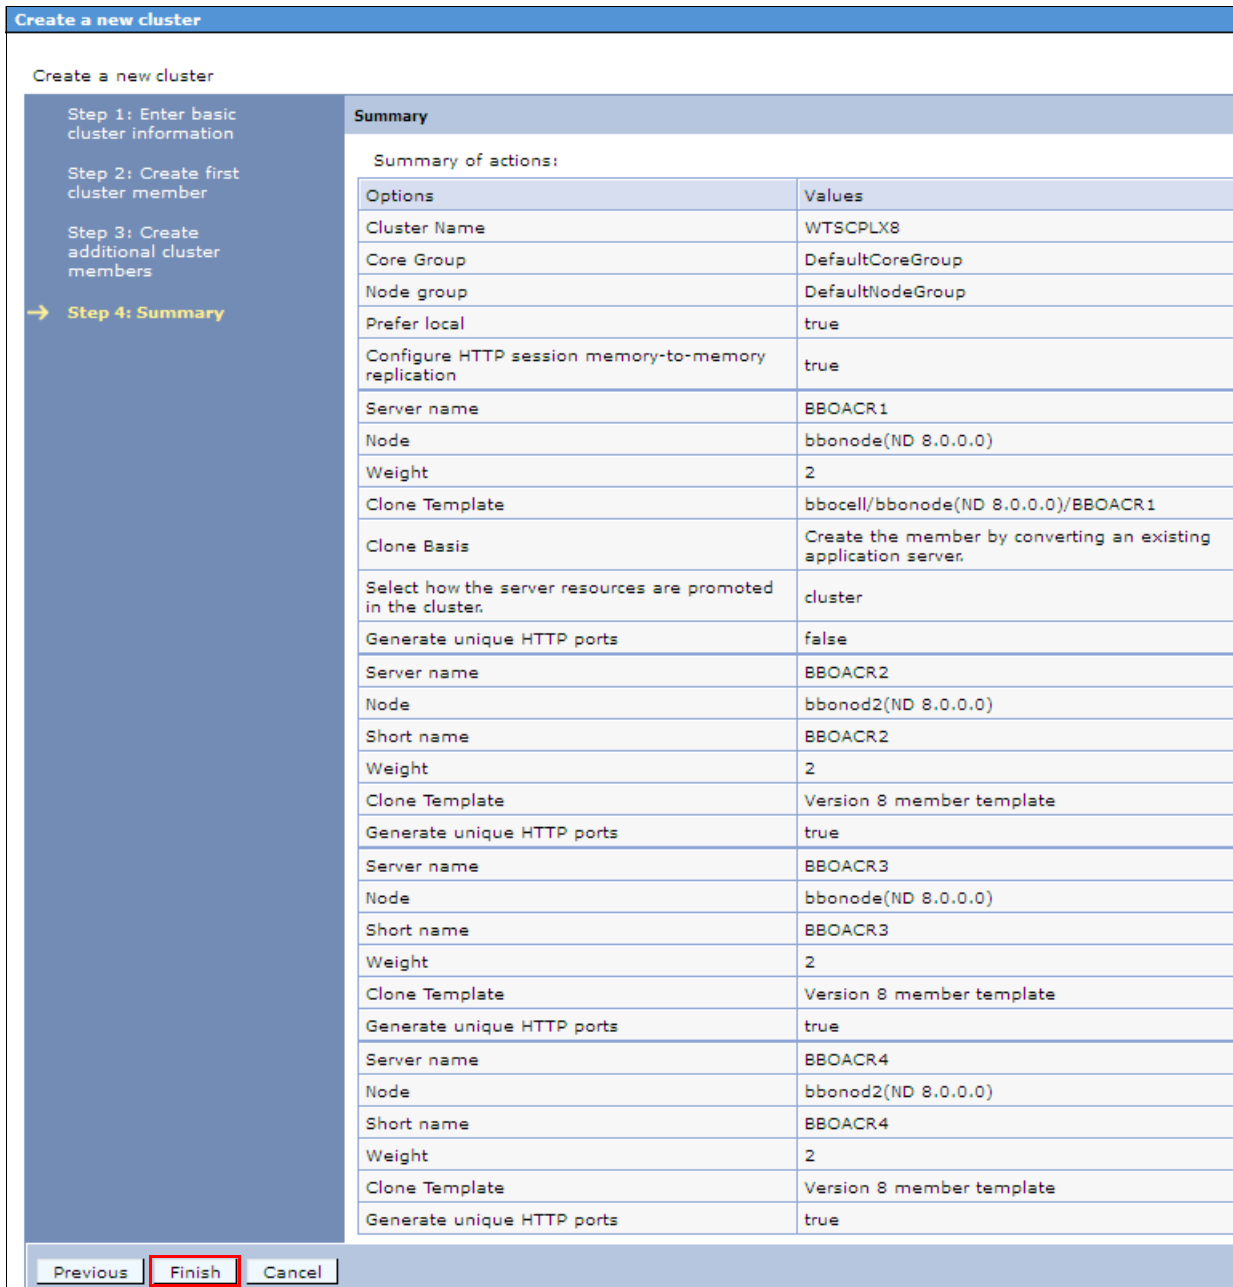 Create a new cluster
Create a new cluster
Step 1: Enter basic
cluster information
Step 2: Create first
cluster member
Step 3: Create
additional cluster
members
Step 4: Summary
Summary
Summary of actions:
Options Values
Cluster Name WTSCPLX8
Core Group DefaultCoreGroup
Node group DefaultNodeGroup
Prefer local true
Configure HTTP session memory-to-memory
replication true
Server name BBOACR1
Node bbonode(ND 8.0.0.0)
Weight 2
Clone Template bbocell/bbonode(ND 8.0.0.0)/BBOACR1
Clone Basis Create the member by converting an existing
application server.
Select how the server resources are promoted
in the cluster. cluster
Generate unique HTTP ports false
Server name BBOACR2
Node bbonod2(ND 8.0.0.0)
Short name BBOACR2
Weight 2
Clone Template Version 8 member template
Generate unique HTTP ports true
Server name BBOACR3
Node bbonode(ND 8.0.0.0)
Short name BBOACR3
Weight 2
Clone Template Version 8 member template
Generate unique HTTP ports true
Server name BBOACR4
Node bbonod2(ND 8.0.0.0)
Short name BBOACR4
Weight 2
Clone Template Version 8 member template
Generate unique HTTP ports true
Previous Finish Cancel